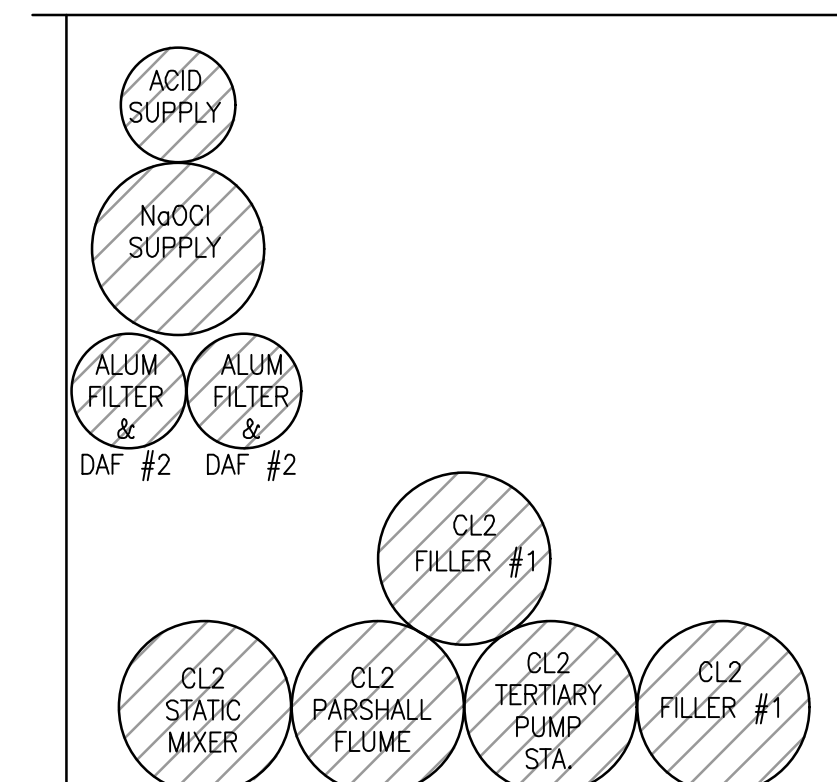 ACID
SUPPLY
NaOCl
SUPPLY
ALUM
FILTER
&
DAF #2
ALUM
FILTER
&
DAF #2
CL2
FILLER #1
CL2
STATIC
MIXER
CL2
PARSHALL
FLUME
CL2
TERTIARY
PUMP
STA.
CL2
FILLER #1